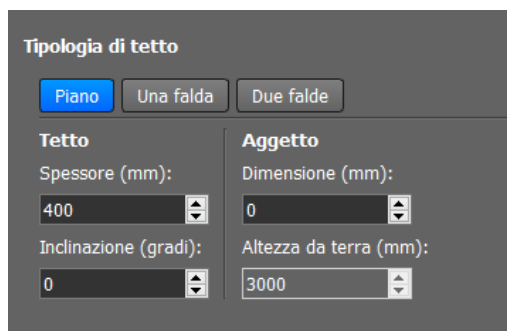 Tipologia di tetto
Piano Una falda Due falde
Tetto Aggetto
Spessore (mm): Dimensione (mm):
400 0
Inclinazione (gradi): Altezza da terra (mm):
0 3000